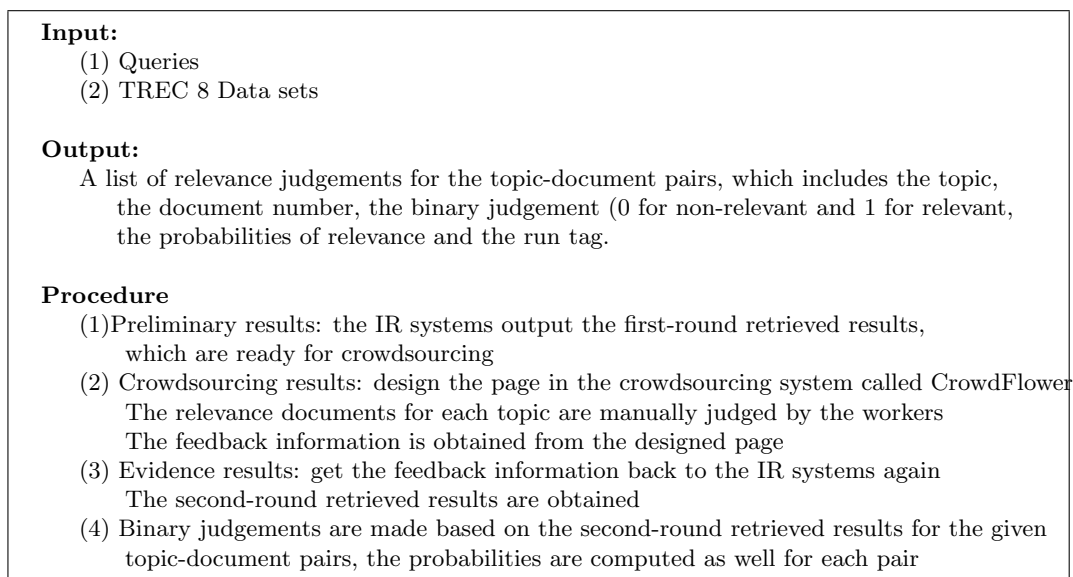 Input:
(1) Queries
(2) TREC 8 Data sets
Output:
A list of relevance judgements for the topic-document pairs, which includes the topic,
the document number, the binary judgement (0 for non-relevant and 1 for relevant,
the probabilities of relevance and the run tag.
Procedure
(1)Preliminary results: the IR systems output the first-round retrieved results,
which are ready for crowdsourcing
(2) Crowdsourcing results: design the page in the crowdsourcing system called CrowdFlower
The relevance documents for each topic are manually judged by the workers
The feedback information is obtained from the designed page
(3) Evidence results: get the feedback information back to the IR systems again
The second-round retrieved results are obtained
(4) Binary judgements are made based on the second-round retrieved results for the given
topic-document pairs, the probabilities are computed as well for each pair